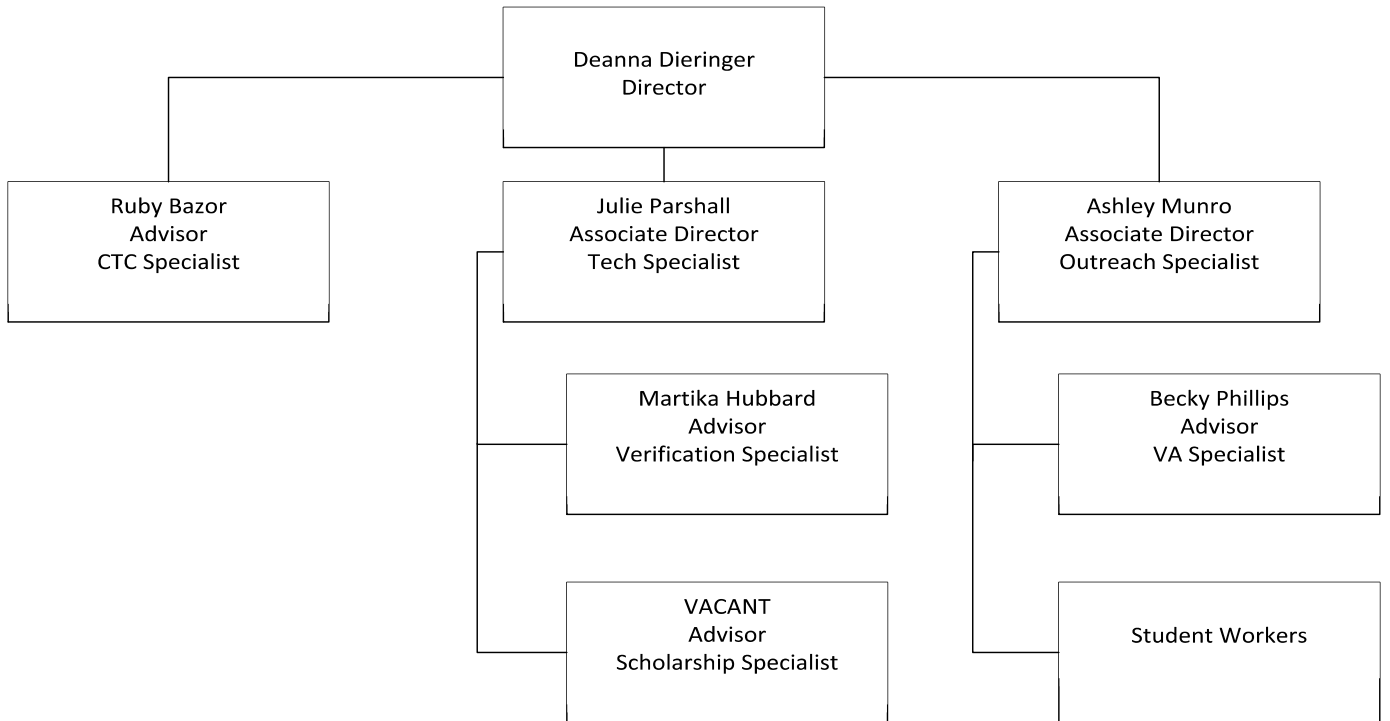 Deanna Dieringer
Director
Ruby Bazor
Advisor
CTC Specialist
Julie Parshall
Associate Director
Tech Specialist
Ashley Munro
Associate Director
Outreach Specialist
Martika Hubbard
Advisor
Verification Specialist
Becky Phillips
Advisor
VA Specialist
VACANT
Advisor
Scholarship Specialist
Student Workers